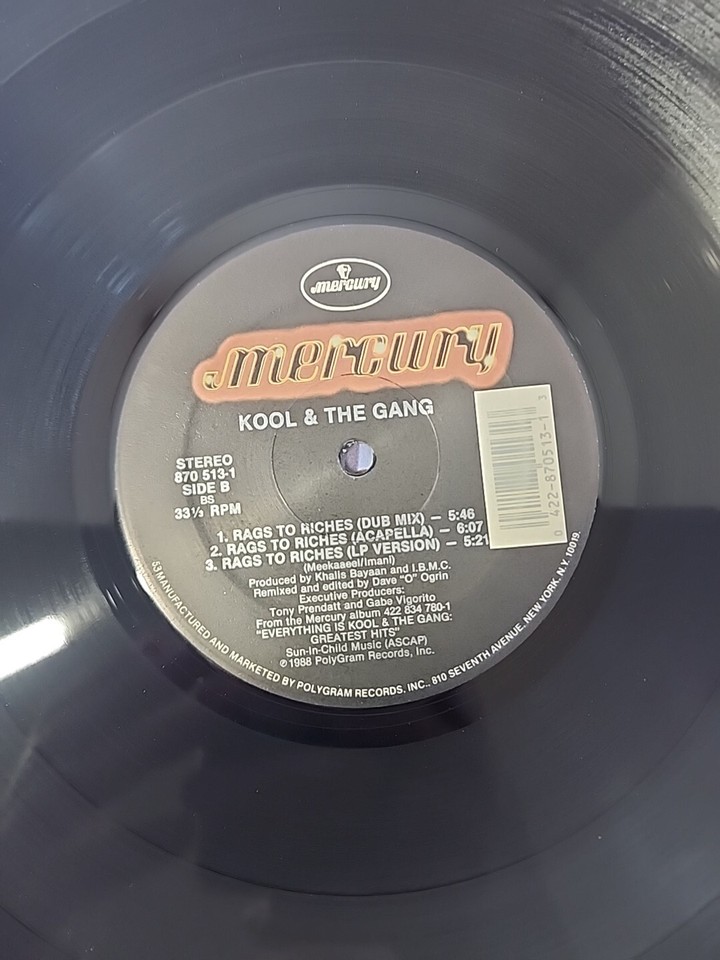 mercury
mercury
KOOL & THE GANG
STEREO
870 513-1
SIDE B
BS
33⅓ RPM
0 422-870513-1 3
1. RAGS TO RICHES (DUB MIX) — 5:46
2. RAGS TO RICHES (ACAPELLA) — 6:07
3. RAGS TO RICHES (LP VERSION) — 5:21
(Meekaaeel/Imani)
Produced by Khalis Bayaan and I.B.M.C.
Remixed and edited by Dave "O" Ogrin
Executive Producers:
Tony Prendatt and Gabe Vigorito
From the Mercury album 422 834 780-1
"EVERYTHING IS KOOL & THE GANG:
GREATEST HITS"
Sun-In-Child Music (ASCAP)
℗1988 PolyGram Records, Inc.
53 MANUFACTURED AND MARKETED BY POLYGRAM RECORDS, INC., 810 SEVENTH AVENUE, NEW YORK, N.Y. 10019.